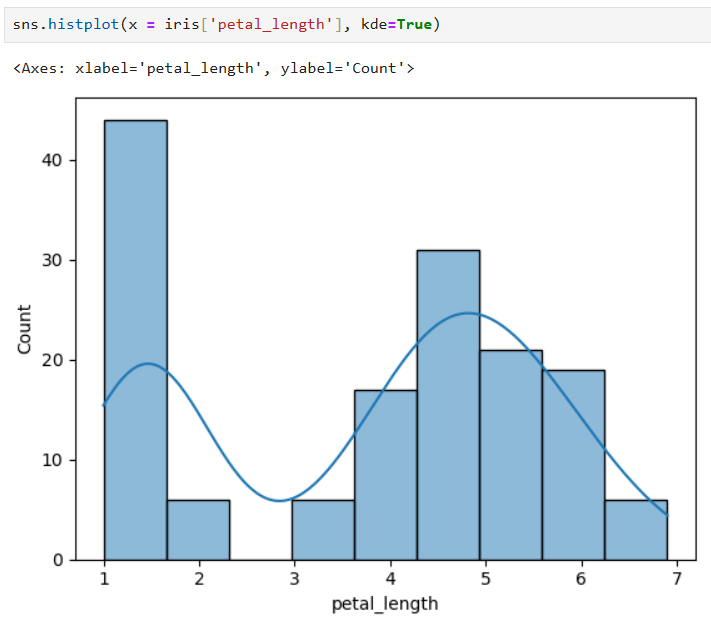 sns.histplot(x = iris['petal_length'], kde=True)
<Axes: xlabel='petal_length', ylabel='Count'>
40
30
20
10
0
Count
1 2 3 4 5 6 7
petal_length